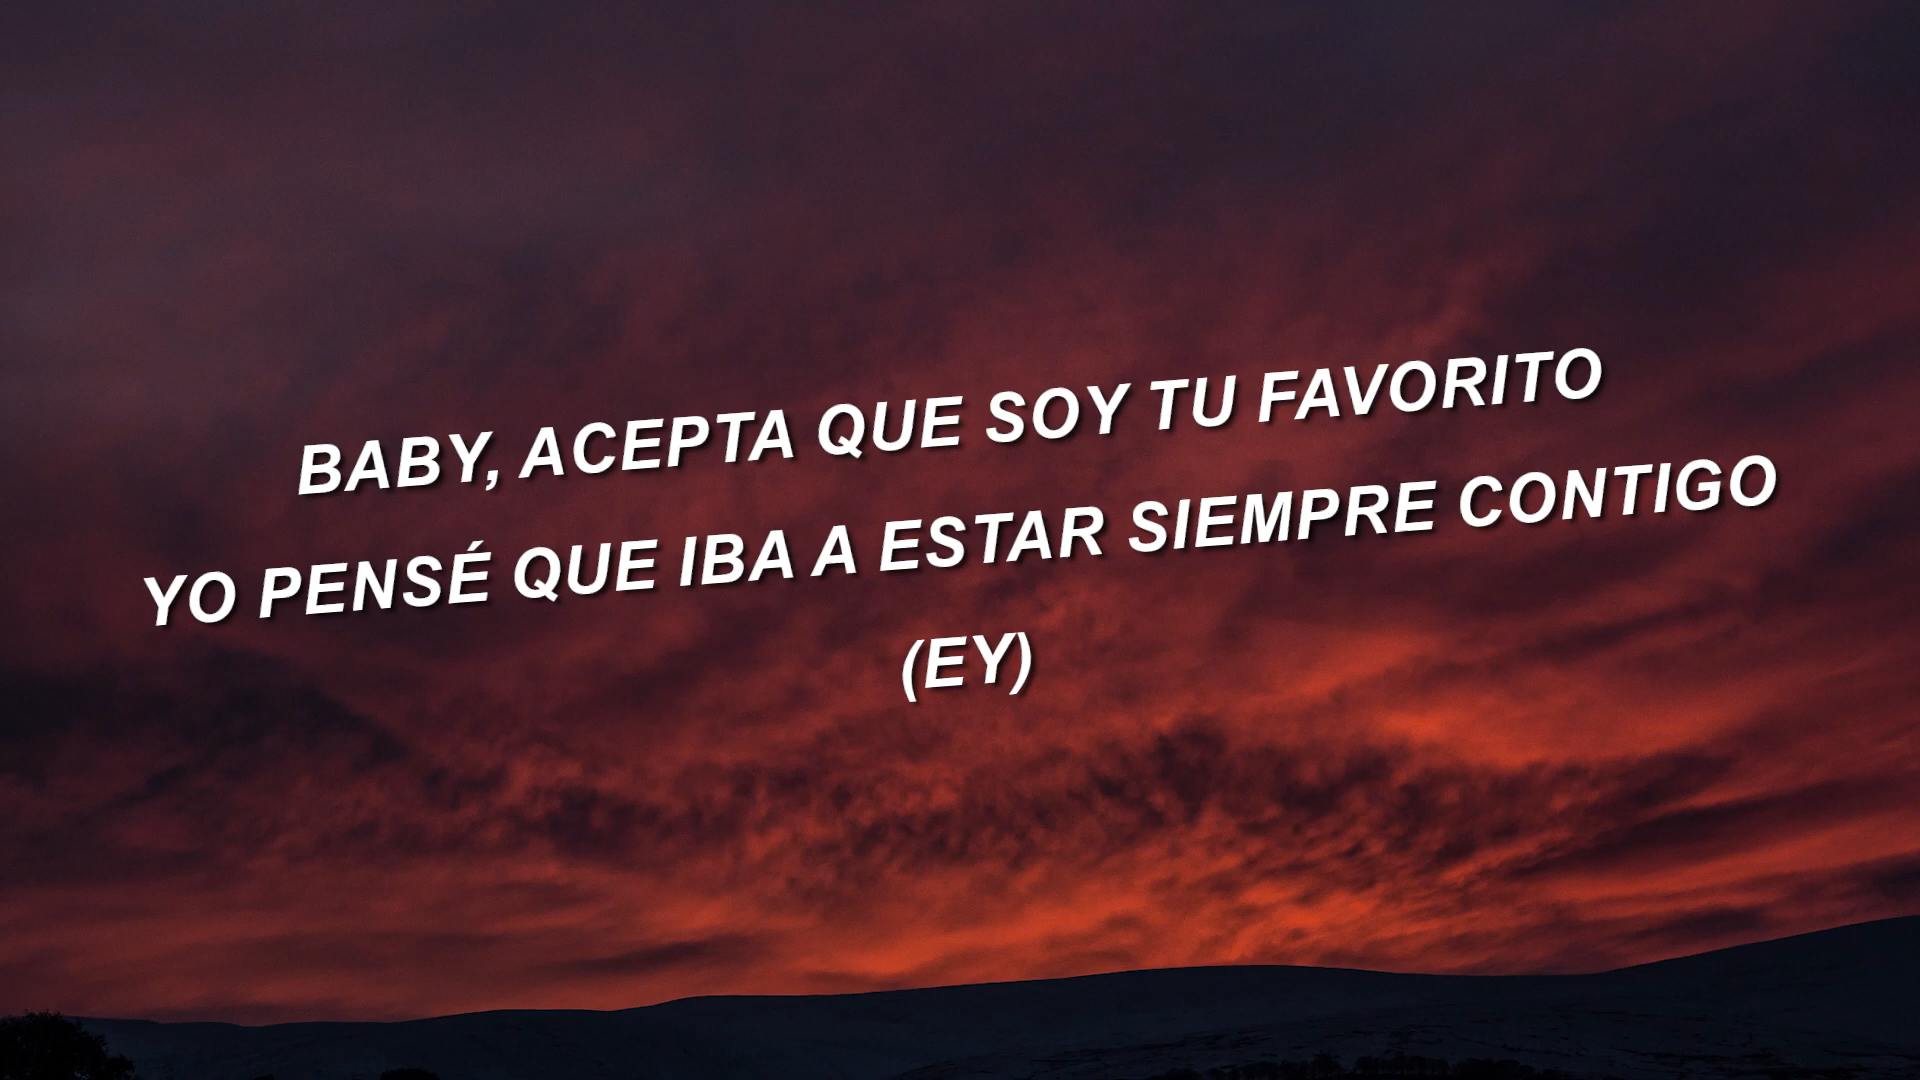 BABY, ACEPTA QUE SOY TU FAVORITO
YO PENSÉ QUE IBA A ESTAR SIEMPRE CONTIGO
(EY)